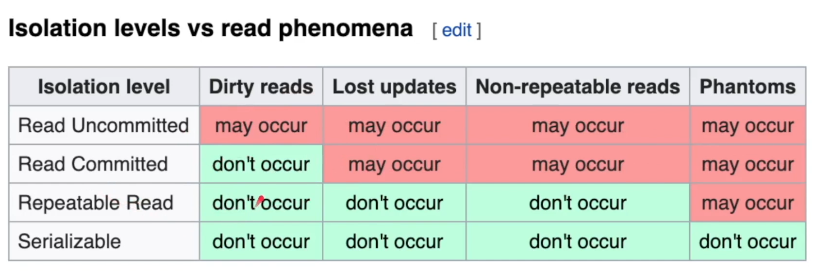 Isolation levels vs read phenomena [ edit ]
Isolation level Dirty reads Lost updates Non-repeatable reads Phantoms
Read Uncommitted may occur may occur may occur may occur
Read Committed don't occur may occur may occur may occur
Repeatable Read don't occur don't occur don't occur may occur
Serializable don't occur don't occur don't occur don't occur